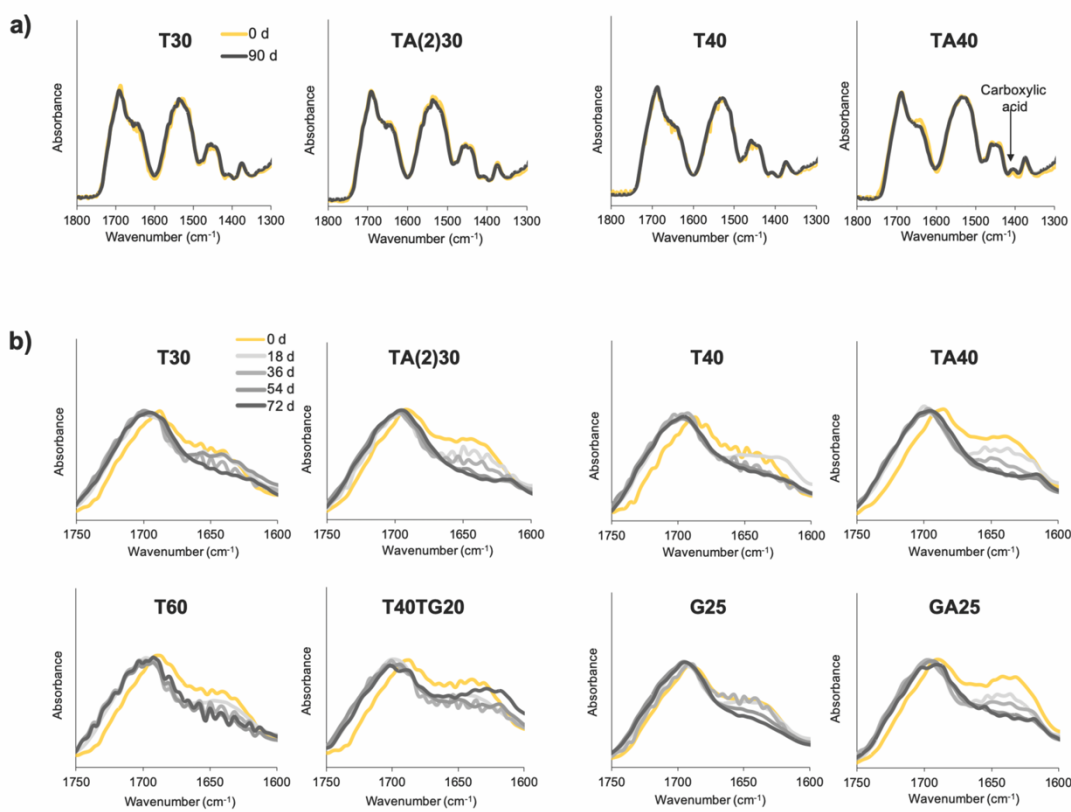 a)
0 d
90 d
T30
TA(2)30
T40
TA40
Carboxylic
acid
Absorbance
Absorbance
Absorbance
Absorbance
1800 1700 1600 1500 1400 1300
1800 1700 1600 1500 1400 1300
1800 1700 1600 1500 1400 1300
1800 1700 1600 1500 1400 1300
Wavenumber (cm⁻¹)
Wavenumber (cm⁻¹)
Wavenumber (cm⁻¹)
Wavenumber (cm⁻¹)
b)
0 d
18 d
36 d
54 d
72 d
T30
TA(2)30
T40
TA40
Absorbance
Absorbance
Absorbance
Absorbance
1750 1700 1650 1600
1750 1700 1650 1600
1750 1700 1650 1600
1750 1700 1650 1600
Wavenumber (cm⁻¹)
Wavenumber (cm⁻¹)
Wavenumber (cm⁻¹)
Wavenumber (cm⁻¹)
T60
T40TG20
G25
GA25
Absorbance
Absorbance
Absorbance
Absorbance
1750 1700 1650 1600
1750 1700 1650 1600
1750 1700 1650 1600
1750 1700 1650 1600
Wavenumber (cm⁻¹)
Wavenumber (cm⁻¹)
Wavenumber (cm⁻¹)
Wavenumber (cm⁻¹)